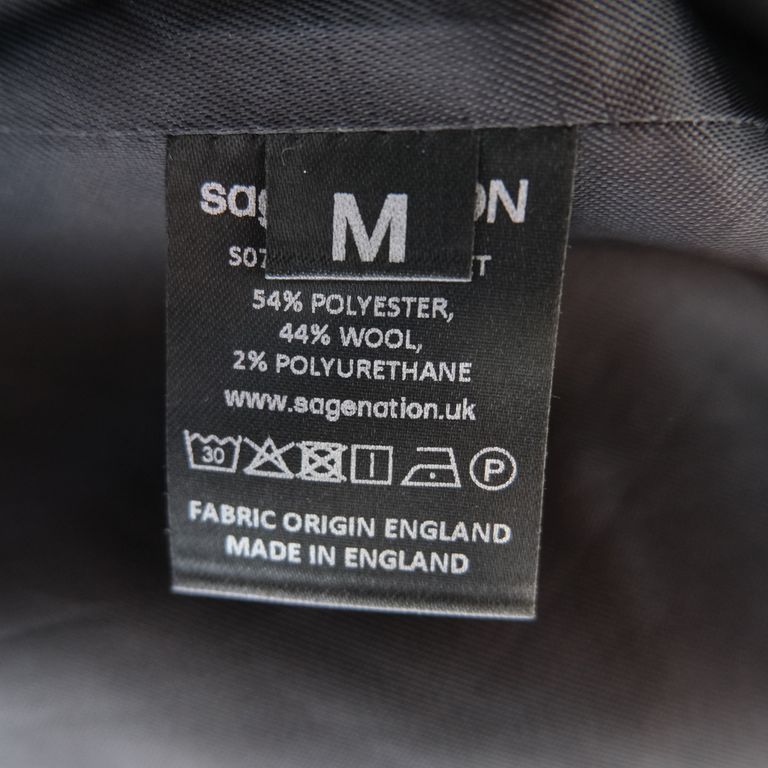 M
54% POLYESTER,
44% WOOL,
2% POLYURETHANE
www.sagenation.uk
30 P
FABRIC ORIGIN ENGLAND
MADE IN ENGLAND